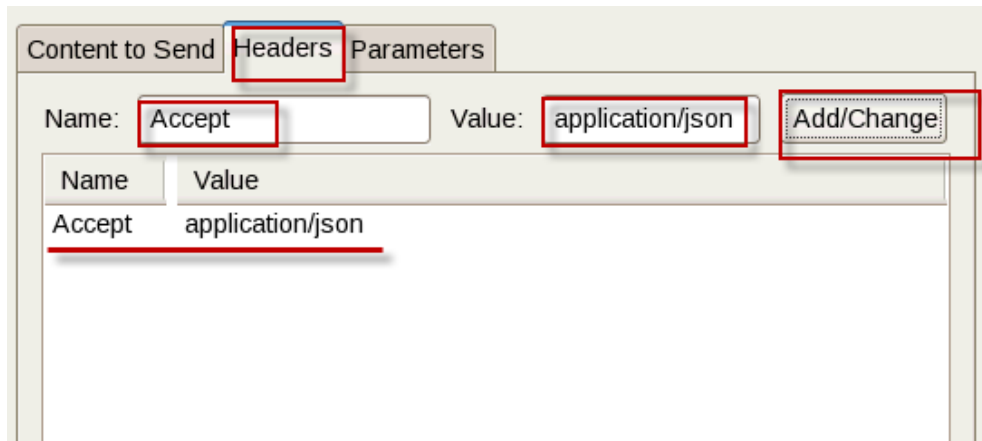 Content to Send Headers Parameters
Name: Accept Value: application/json Add/Change
Name Value
Accept application/json